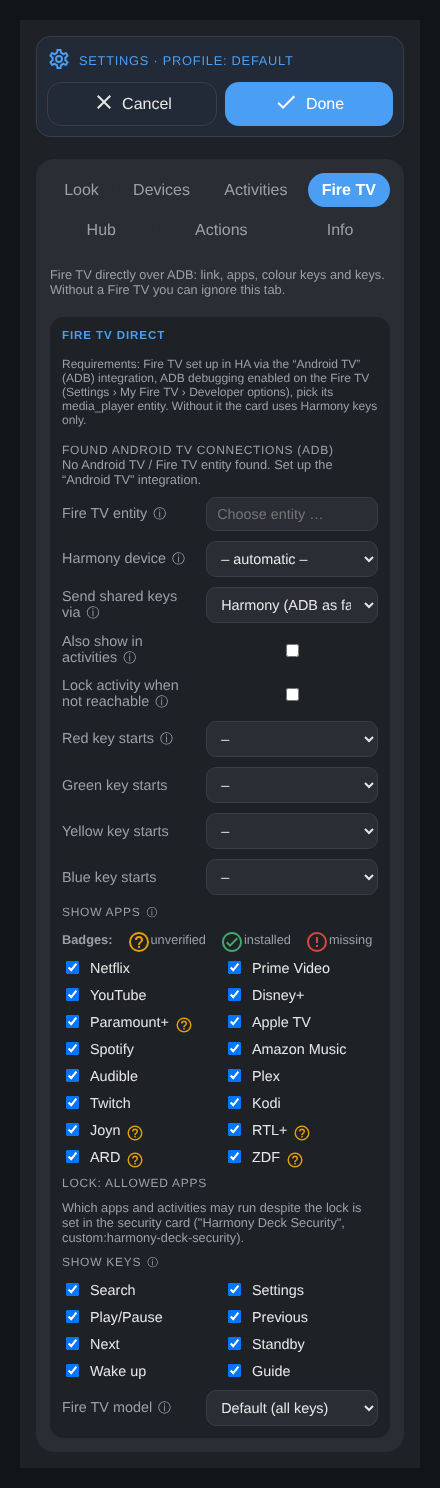 SETTINGS · PROFILE: DEFAULT
Cancel Done
Look Devices Activities Fire TV
Hub Actions Info
Fire TV directly over ADB: link, apps, colour keys and keys.
Without a Fire TV you can ignore this tab.
FIRE TV DIRECT
Requirements: Fire TV set up in HA via the “Android TV”
(ADB) integration, ADB debugging enabled on the Fire TV
(Settings › My Fire TV › Developer options), pick its
media_player entity. Without it the card uses Harmony keys
only.
FOUND ANDROID TV CONNECTIONS (ADB)
No Android TV / Fire TV entity found. Set up the
“Android TV” integration.
Fire TV entity ⓘ Choose entity …
Harmony device ⓘ – automatic –
Send shared keys
via ⓘ Harmony (ADB as fa
Also show in
activities ⓘ
Lock activity when
not reachable ⓘ
Red key starts ⓘ –
Green key starts –
Yellow key starts –
Blue key starts –
SHOW APPS ⓘ
Badges: unverified installed missing
Netflix Prime Video
YouTube Disney+
Paramount+ Apple TV
Spotify Amazon Music
Audible Plex
Twitch Kodi
Joyn RTL+
ARD ZDF
LOCK: ALLOWED APPS
Which apps and activities may run despite the lock is
set in the security card ("Harmony Deck Security",
custom:harmony-deck-security).
SHOW KEYS ⓘ
Search Settings
Play/Pause Previous
Next Standby
Wake up Guide
Fire TV model ⓘ Default (all keys)